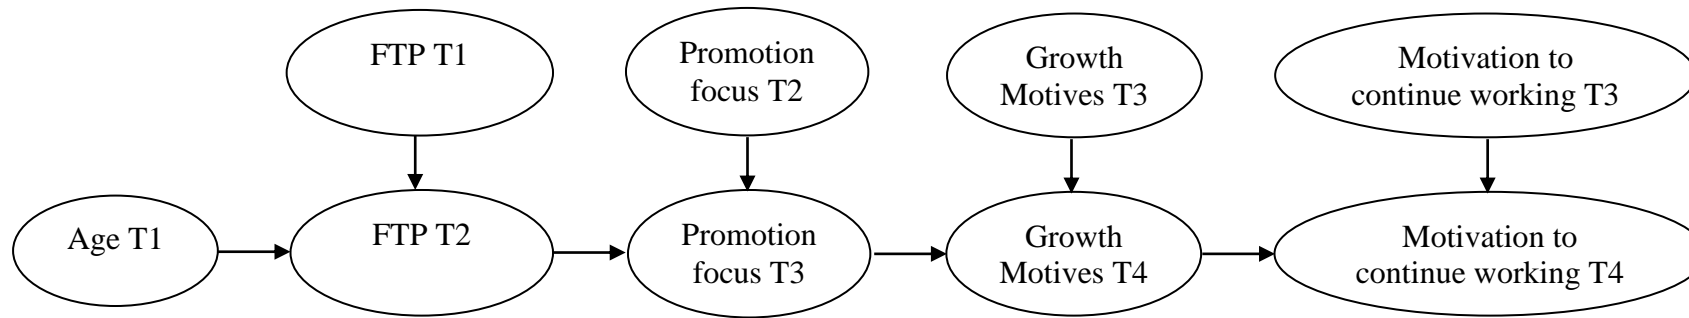 FTP T1
Promotion
focus T2
Growth
Motives T3
Motivation to
continue working T3
Age T1
FTP T2
Promotion
focus T3
Growth
Motives T4
Motivation to
continue working T4